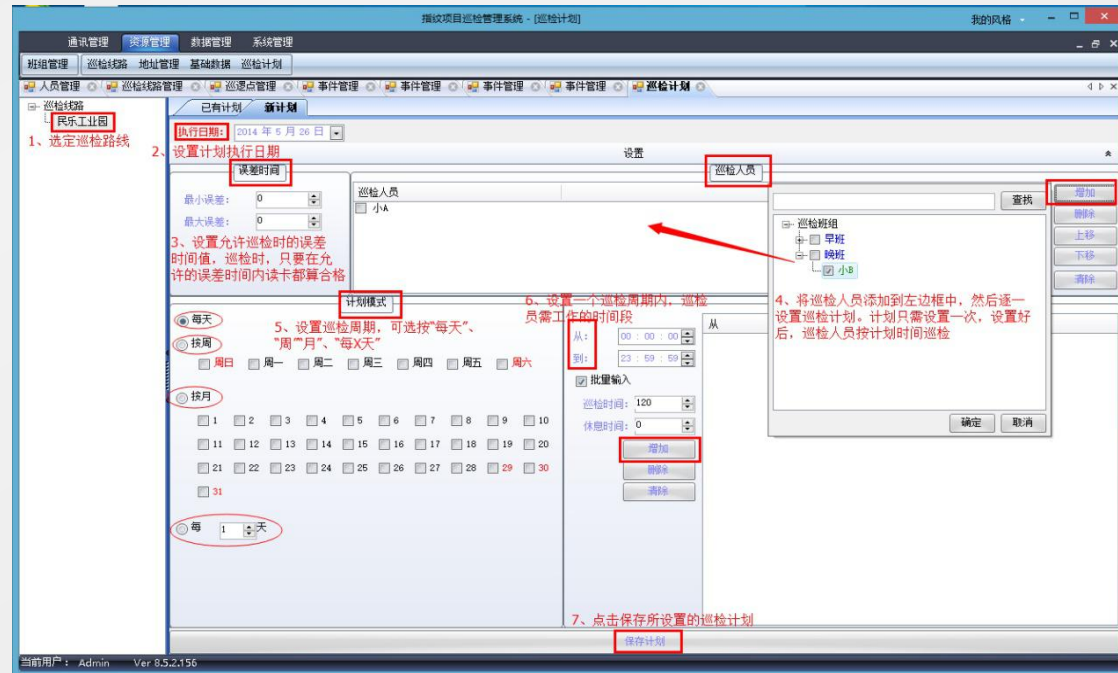 指纹项目巡检管理系统 - [巡检计划]
我的风格
通讯管理 资源管理 数据管理 系统管理
班组管理 巡检线路 地址管理 基础数据 巡检计划
人员管理 巡检线路管理 巡逻点管理 事件管理 事件管理 事件管理 事件管理 巡检计划
巡检线路
民乐工业园
1、选定巡检路线
已有计划 新计划
执行日期: 2014 年 5 月 26 日
2、设置计划执行日期
设置
误差时间
最小误差: 0
最大误差: 0
3、设置允许巡检时的误差
时间值，巡检时，只要在允
许的误差时间内读卡都算合格
巡检人员
巡检人员
小A
查找
巡检班组
早班
晚班
小B
增加
删除
上移
下移
清除
4、将巡检人员添加到左边框中，然后逐一
设置巡检计划。计划只需设置一次，设置好
后，巡检人员按计划时间巡检
确定 取消
计划模式
每天
5、设置巡检周期，可选按“每天”、
“周”“月”、“每X天”
按周
周日 周一 周二 周三 周四 周五 周六
按月
1 2 3 4 5 6 7 8 9 10
11 12 13 14 15 16 17 18 19 20
21 22 23 24 25 26 27 28 29 30
31
每 1 天
6、设置一个巡检周期内，巡检
员需工作的时间段
从: 00 : 00 : 00
到: 23 : 59 : 59
从
批量输入
巡检时间: 120
休息时间: 0
增加
删除
清除
7、点击保存所设置的巡检计划
保存计划
当前用户: Admin Ver 8.5.2.156